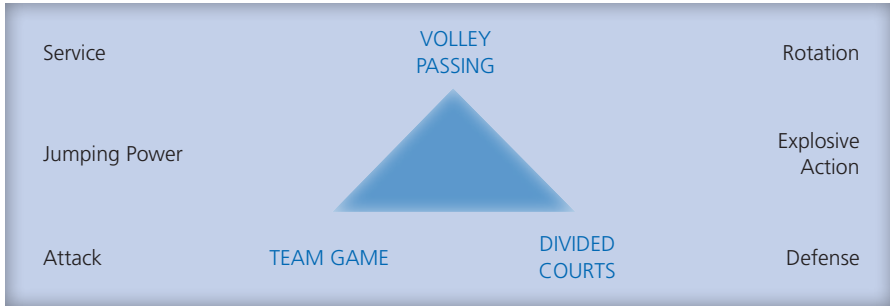 Service
VOLLEY
PASSING
Rotation
Jumping Power
Explosive
Action
Attack
TEAM GAME
DIVIDED
COURTS
Defense